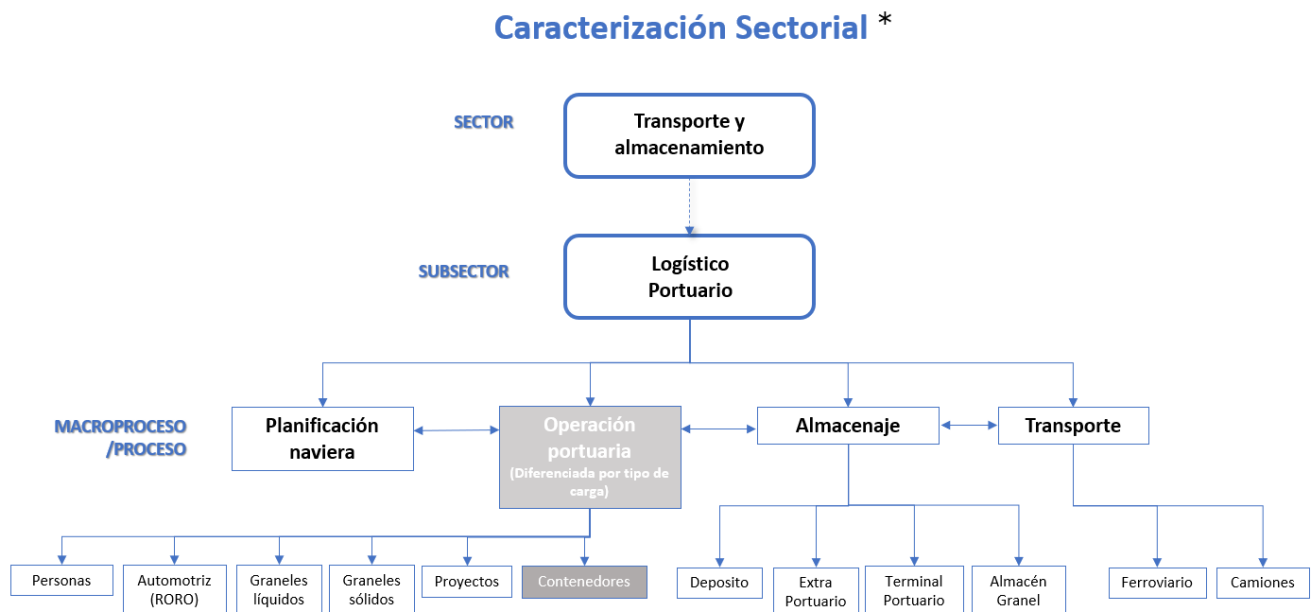 Caracterización Sectorial *
SECTOR
Transporte y
almacenamiento
SUBSECTOR
Logístico
Portuario
MACROPROCESO
/PROCESO
Planificación
naviera
Operación
portuaria
(Diferenciada por tipo de
carga)
Almacenaje
Transporte
Personas
Automotriz
(RORO)
Graneles
líquidos
Graneles
sólidos
Proyectos
Contenedores
Deposito
Extra
Portuario
Terminal
Portuario
Almacén
Granel
Ferroviario
Camiones